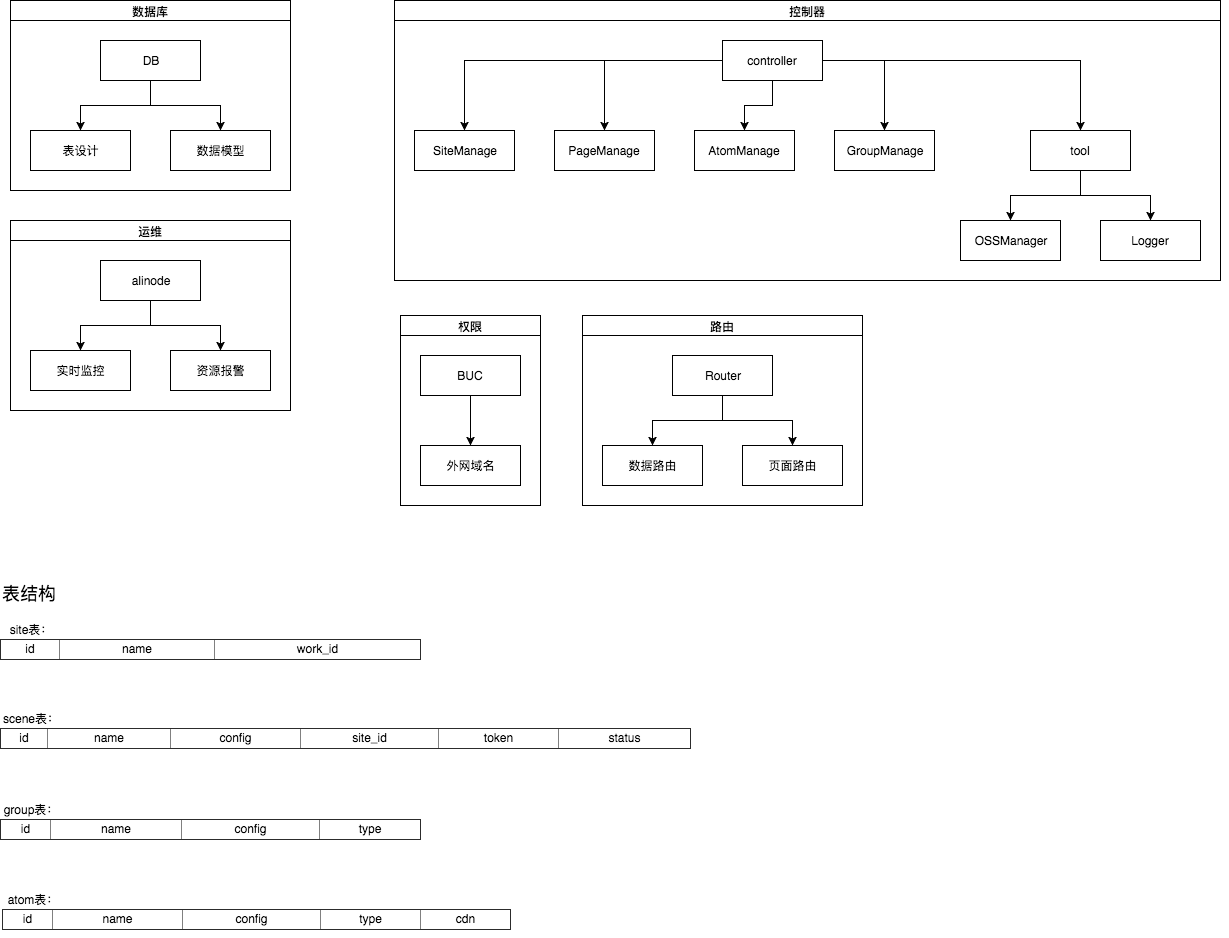 数据库
DB
表设计
数据模型
控制器
controller
SiteManage
PageManage
AtomManage
GroupManage
tool
OSSManager
Logger
运维
alinode
实时监控
资源报警
权限
BUC
外网域名
路由
Router
数据路由
页面路由
表结构
site表：
id name work_id
scene表：
id name config site_id token status
group表：
id name config type
atom表：
id name config type cdn